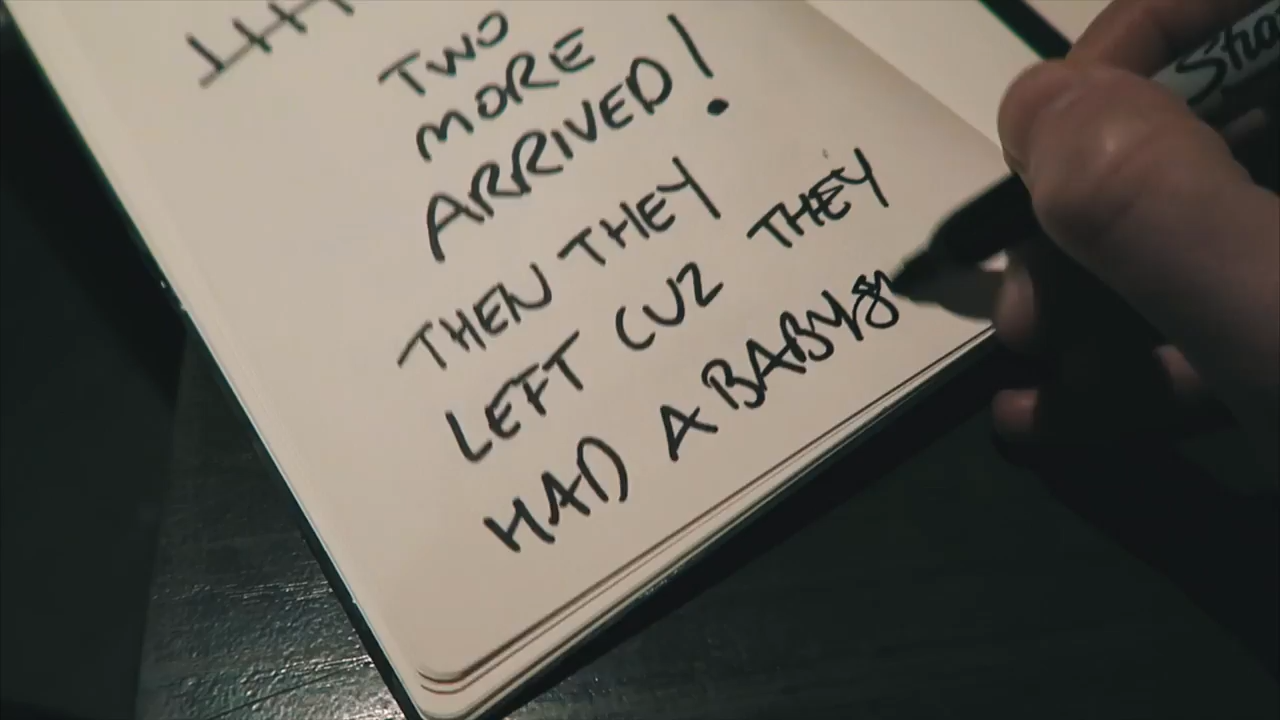 TWO
MORE
ARRIVED!
THEN THEY
LEFT CUZ THEY
HAD A BABY